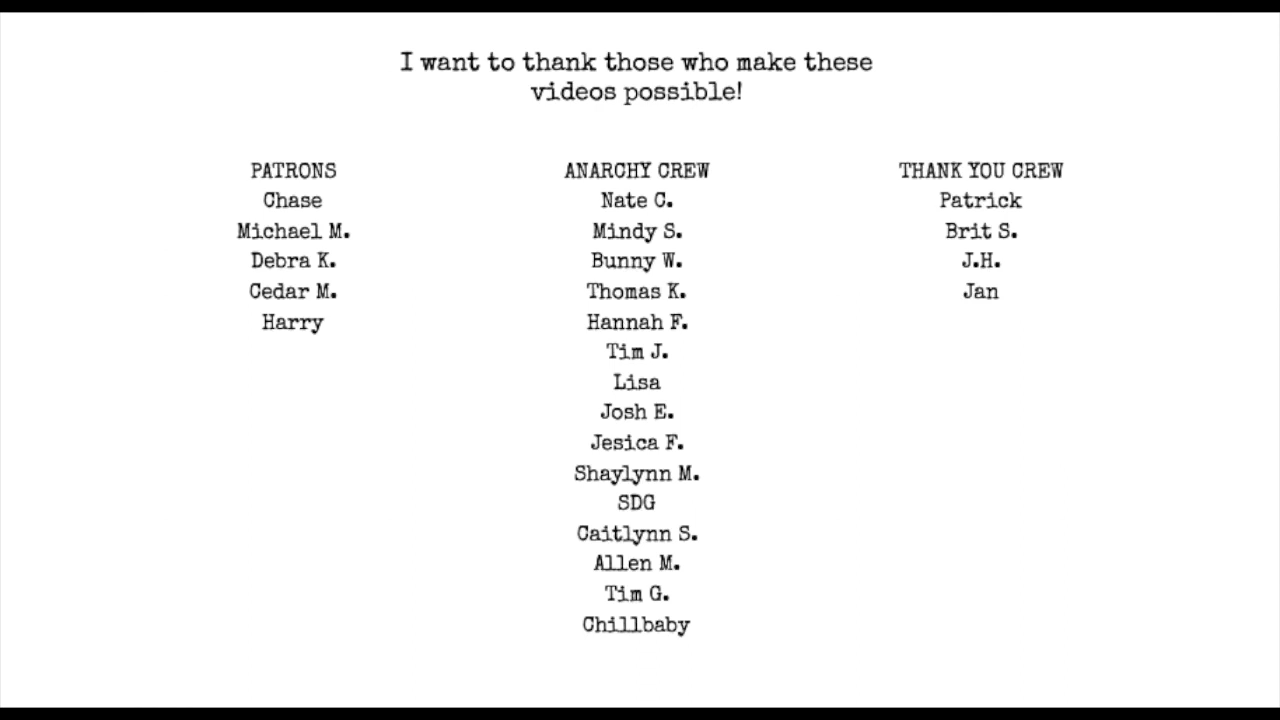 I want to thank those who make these
videos possible!
PATRONS
Chase
Michael M.
Debra K.
Cedar M.
Harry
ANARCHY CREW
Nate C.
Mindy S.
Bunny W.
Thomas K.
Hannah F.
Tim J.
Lisa
Josh E.
Jesica F.
Shaylynn M.
SDG
Caitlynn S.
Allen M.
Tim G.
Chillbaby
THANK YOU CREW
Patrick
Brit S.
J.H.
Jan